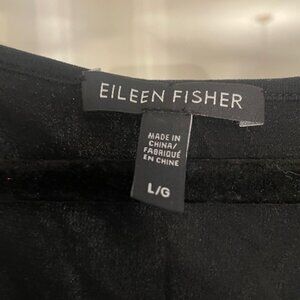 EILEEN FISHER
MADE IN
CHINA/
FABRIQUÉ
EN CHINE
L/G